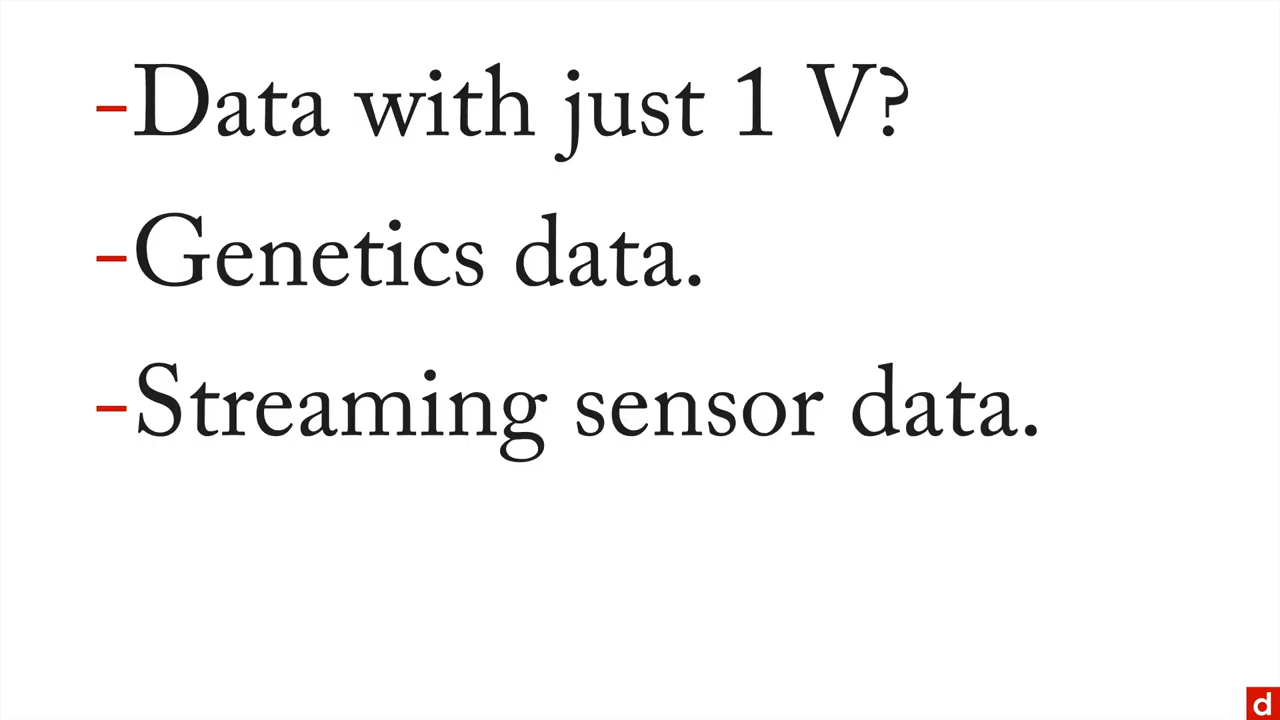 -Data with just 1 V?
-Genetics data.
-Streaming sensor data.
d